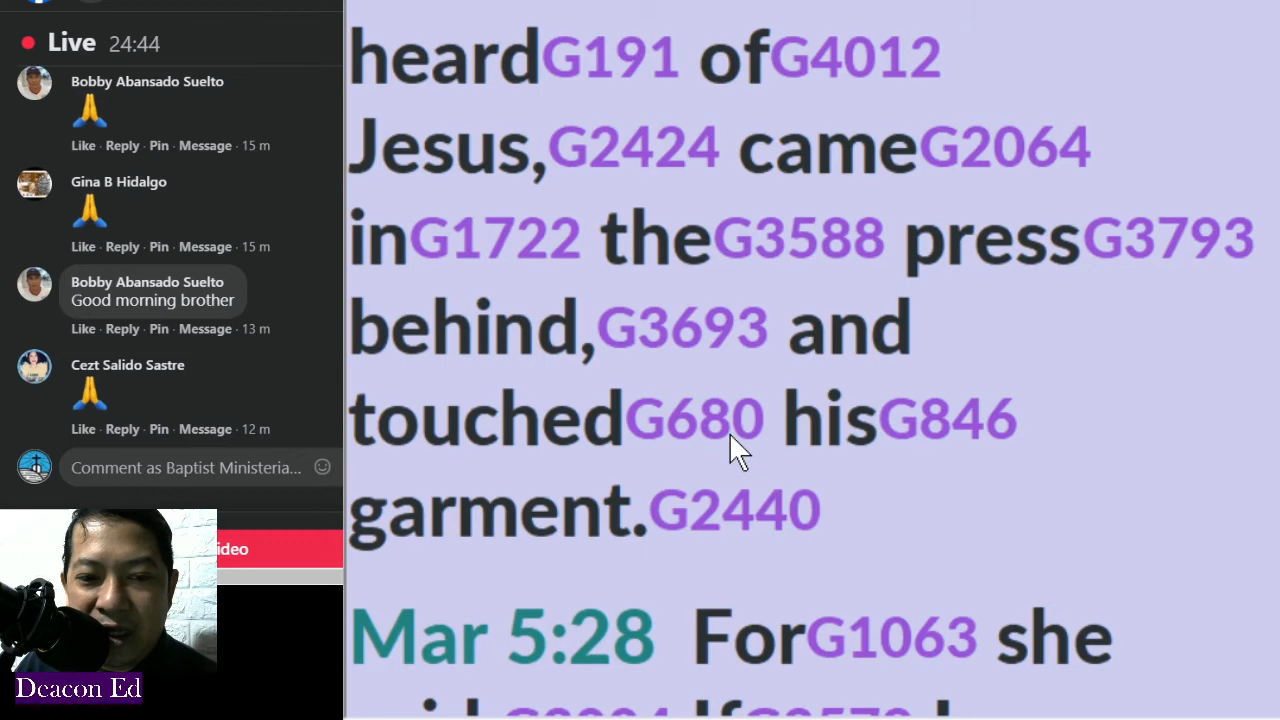 Live 24:44
Bobby Abansado Suelto
Like · Reply · Pin · Message · 15 m
Gina B Hidalgo
Like · Reply · Pin · Message · 15 m
Bobby Abansado Suelto
Good morning brother
Like · Reply · Pin · Message · 13 m
Cezt Salido Sastre
Like · Reply · Pin · Message · 12 m
Comment as Baptist Ministeria...
ideo
Deacon Ed
heardG191 ofG4012
Jesus,G2424 cameG2064
inG1722 theG3588 pressG3793
behind,G3693 and
touchedG680 hisG846
garment.G2440
Mar 5:28 ForG1063 she